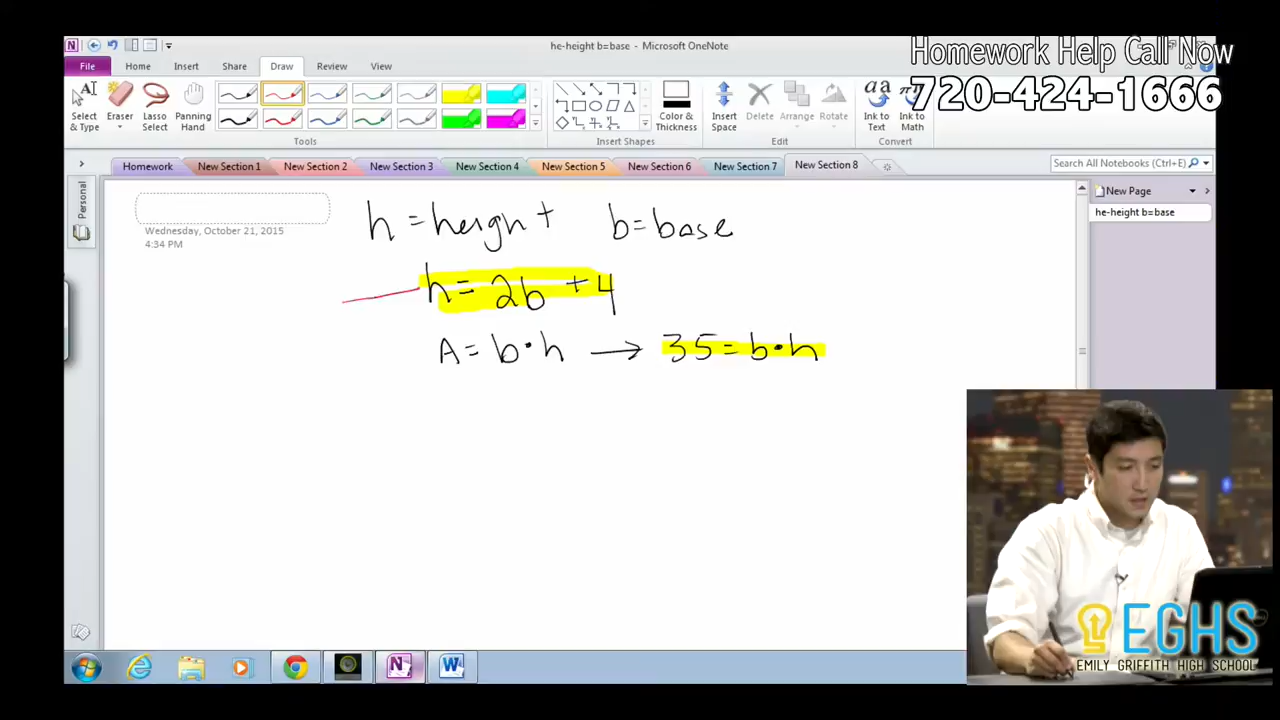 he-height b=base - Microsoft OneNote
Homework Help Call Now
720-424-1666
File Home Insert Share Draw Review View
Select & Type
Eraser
Lasso Select
Panning Hand
Color & Thickness
Insert Space
Delete
Arrange
Rotate
Ink to Text
Ink to Math
Tools
Insert Shapes
Edit
Convert
Homework New Section 1 New Section 2 New Section 3 New Section 4 New Section 5 New Section 6 New Section 7 New Section 8
Search All Notebooks (Ctrl+E)
Personal
New Page
he-height b=base
Wednesday, October 21, 2015
4:34 PM
h = height b = base
h = 2b + 4
A = b • h → 35 = b • h
EGHS
EMILY GRIFFITH HIGH SCHOOL